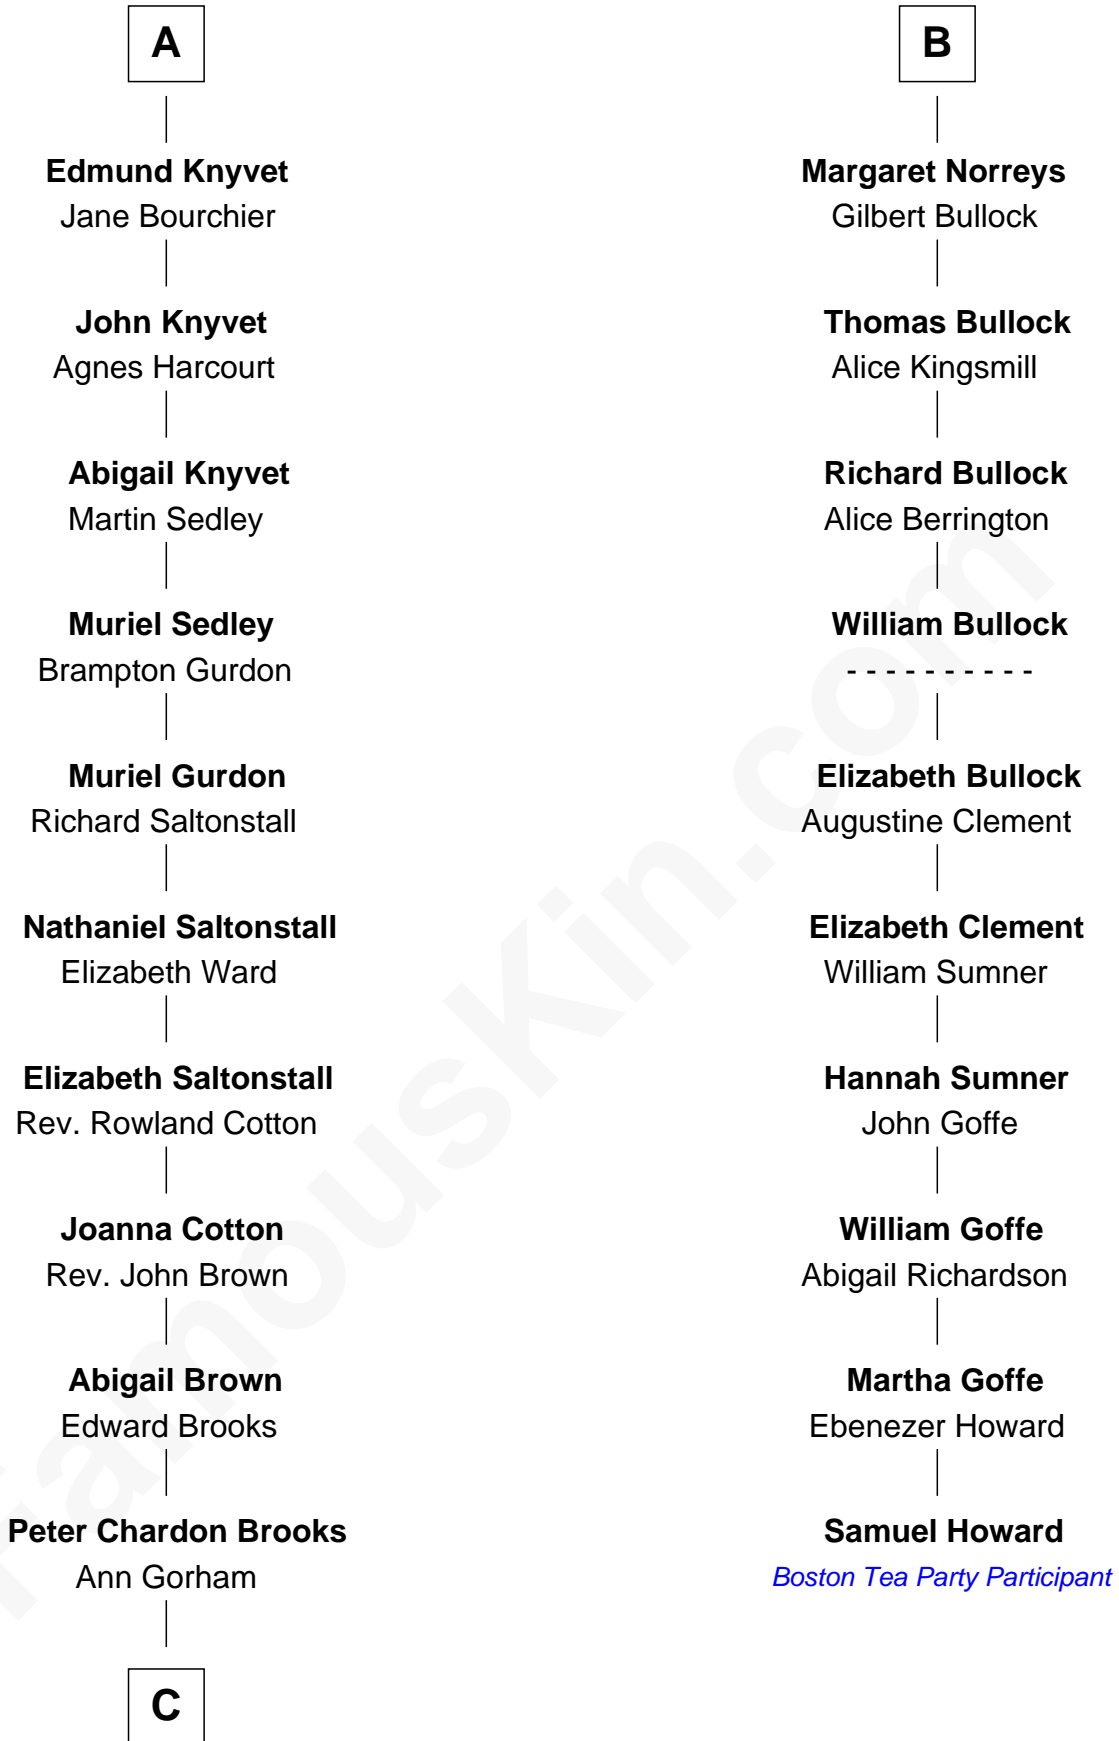 A
Edmund Knyvet
Jane Bourchier
John Knyvet
Agnes Harcourt
Abigail Knyvet
Martin Sedley
Muriel Sedley
Brampton Gurdon
Muriel Gurdon
Richard Saltonstall
Nathaniel Saltonstall
Elizabeth Ward
Elizabeth Saltonstall
Rev. Rowland Cotton
Joanna Cotton
Rev. John Brown
Abigail Brown
Edward Brooks
Peter Chardon Brooks
Ann Gorham
C
B
Margaret Norreys
Gilbert Bullock
Thomas Bullock
Alice Kingsmill
Richard Bullock
Alice Berrington
William Bullock
- - - - - - - - - -
Elizabeth Bullock
Augustine Clement
Elizabeth Clement
William Sumner
Hannah Sumner
John Goffe
William Goffe
Abigail Richardson
Martha Goffe
Ebenezer Howard
Samuel Howard
Boston Tea Party Participant
FamousKin.com